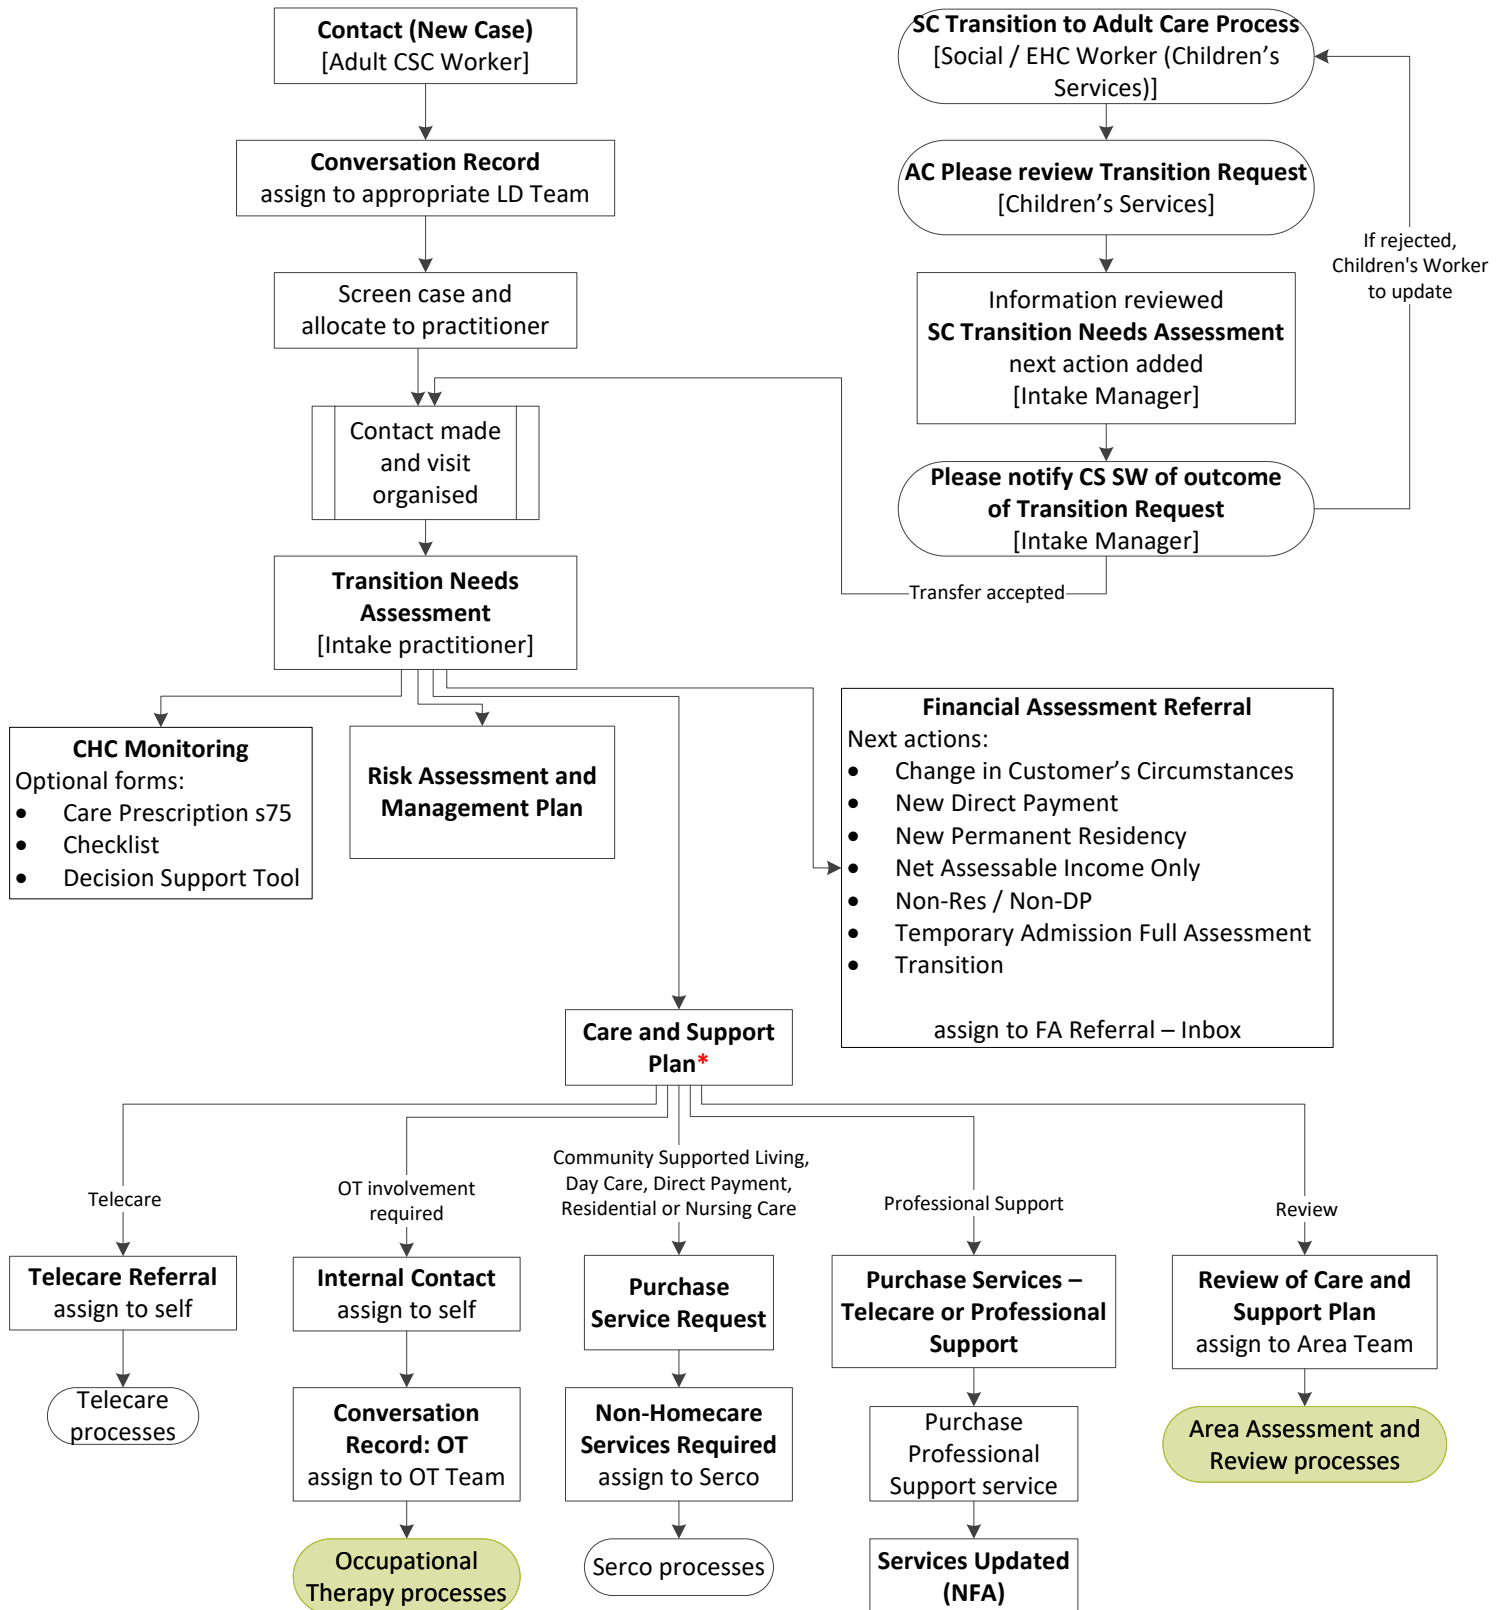 Contact (New Case)
[Adult CSC Worker]
Conversation Record
assign to appropriate LD Team
Screen case and
allocate to practitioner
Contact made
and visit
organised
Transition Needs
Assessment
[Intake practitioner]
SC Transition to Adult Care Process
[Social / EHC Worker (Children’s
Services)]
AC Please review Transition Request
[Children’s Services]
Information reviewed
SC Transition Needs Assessment
next action added
[Intake Manager]
Please notify CS SW of outcome
of Transition Request
[Intake Manager]
If rejected,
Children's Worker
to update
Transfer accepted
CHC Monitoring
Optional forms:
• Care Prescription s75
• Checklist
• Decision Support Tool
Risk Assessment and
Management Plan
Financial Assessment Referral
Next actions:
• Change in Customer’s Circumstances
• New Direct Payment
• New Permanent Residency
• Net Assessable Income Only
• Non-Res / Non-DP
• Temporary Admission Full Assessment
• Transition
assign to FA Referral – Inbox
Care and Support
Plan*
Telecare
Telecare Referral
assign to self
Telecare
processes
OT involvement
required
Internal Contact
assign to self
Conversation
Record: OT
assign to OT Team
Occupational
Therapy processes
Community Supported Living,
Day Care, Direct Payment,
Residential or Nursing Care
Purchase
Service Request
Non-Homecare
Services Required
assign to Serco
Serco processes
Professional Support
Purchase Services –
Telecare or Professional
Support
Purchase
Professional
Support service
Services Updated
(NFA)
Review
Review of Care and
Support Plan
assign to Area Team
Area Assessment and
Review processes